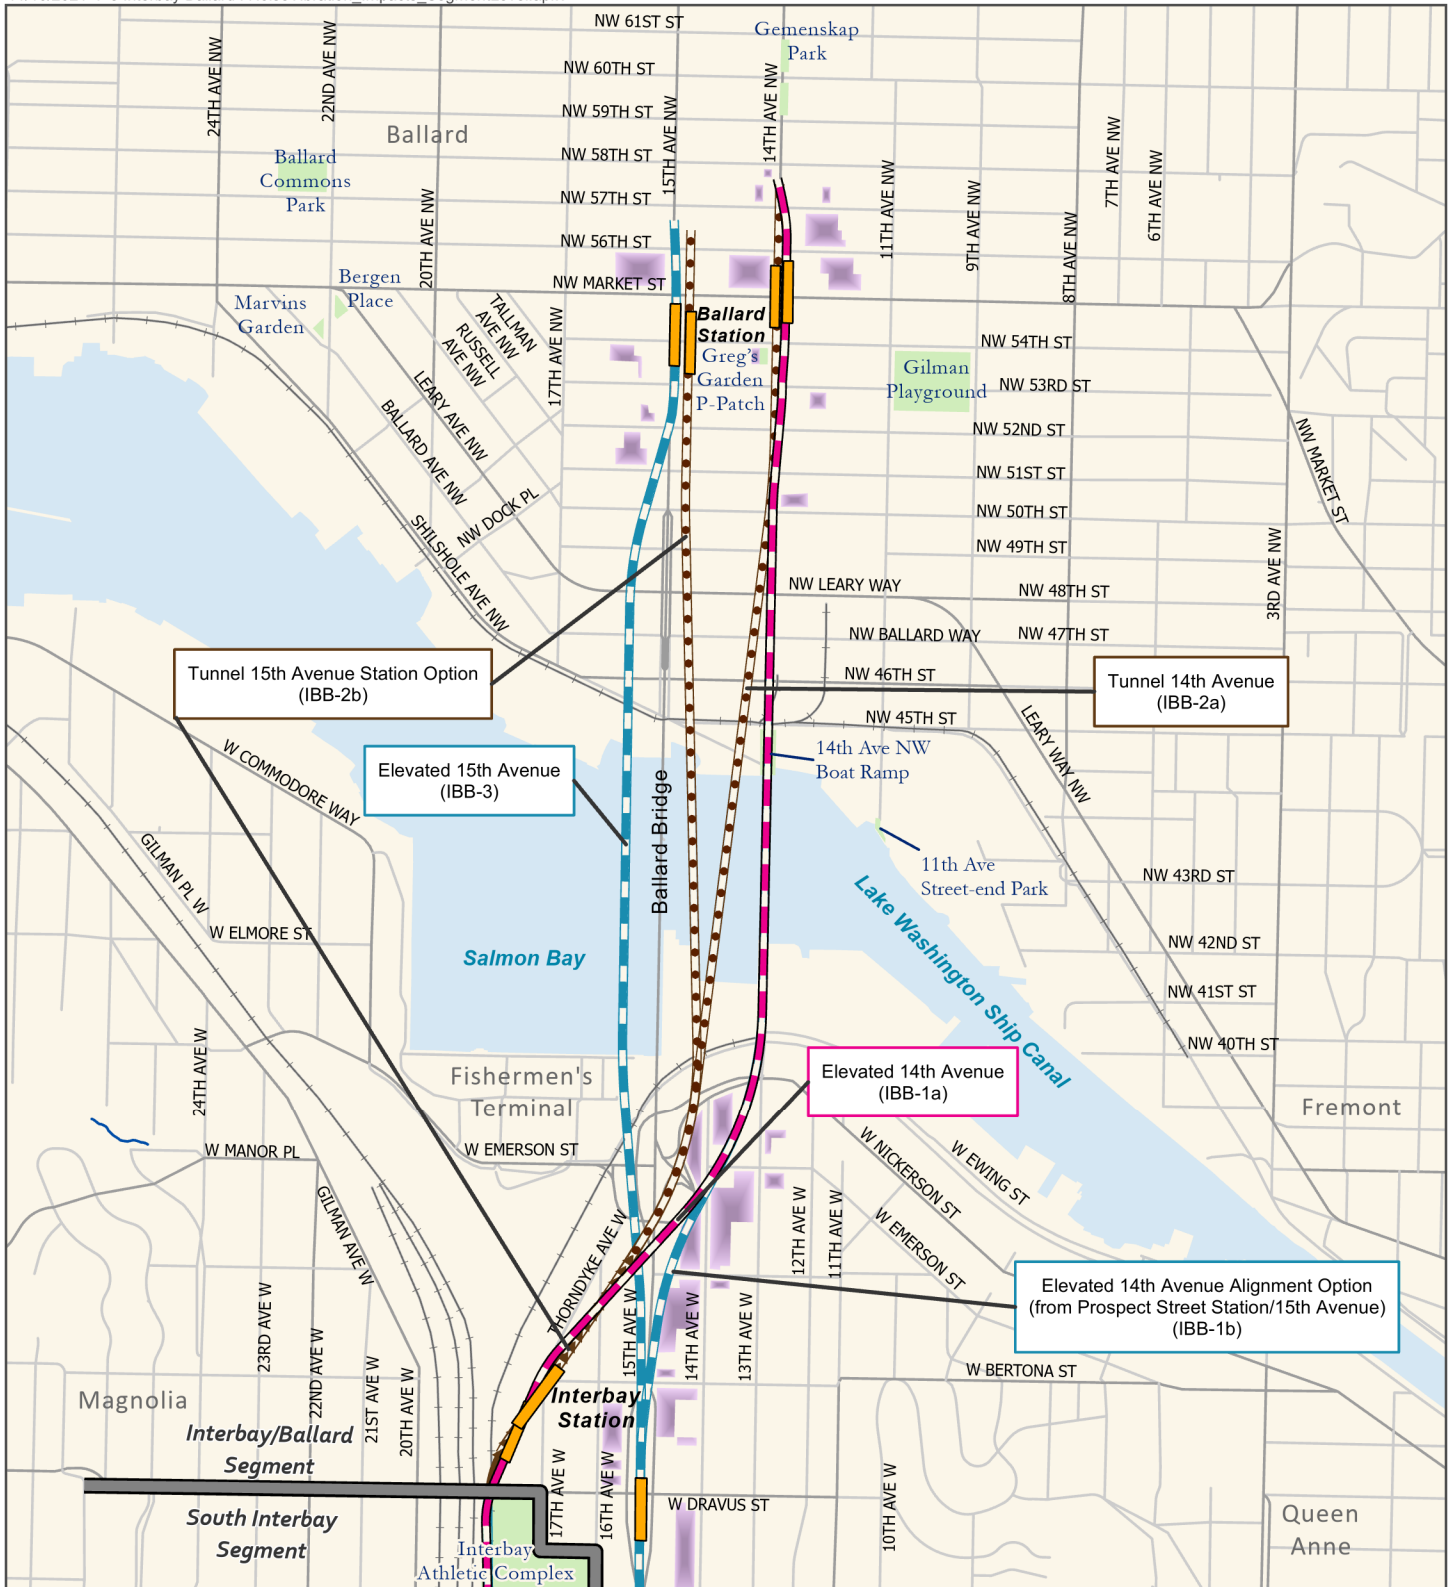 NW 61ST ST
Gemenskap
Park
NW 60TH ST
24TH AVE NW
22ND AVE NW
NW 59TH ST
15TH AVE NW
14TH AVE NW
Ballard
NW 58TH ST
Ballard
Commons
Park
NW 57TH ST
20TH AVE NW
11TH AVE NW
9TH AVE NW
8TH AVE NW
7TH AVE NW
6TH AVE NW
NW 56TH ST
NW MARKET ST
Bergen
Place
Marvins
Garden
TALLMAN
AVE NW
RUSSELL
AVE NW
17TH AVE NW
Ballard
Station
Greg's
Garden
P-Patch
NW 54TH ST
Gilman
Playground
NW 53RD ST
LEARY AVE NW
BALLARD AVE NW
NW 52ND ST
NW MARKET ST
NW 51ST ST
NW DOCK PL
NW 50TH ST
SHILSHOLE AVE NW
NW 49TH ST
3RD AVE NW
NW LEARY WAY
NW 48TH ST
NW BALLARD WAY
NW 47TH ST
Tunnel 15th Avenue Station Option
(IBB-2b)
NW 46TH ST
Tunnel 14th Avenue
(IBB-2a)
NW 45TH ST
LEARY WAY NW
W COMMODORE WAY
Elevated 15th Avenue
(IBB-3)
14th Ave NW
Boat Ramp
Ballard Bridge
GILMAN PL W
11th Ave
Street-end Park
NW 43RD ST
Lake Washington Ship Canal
W ELMORE ST
NW 42ND ST
Salmon Bay
NW 41ST ST
NW 40TH ST
24TH AVE W
Fishermen's
Terminal
Elevated 14th Avenue
(IBB-1a)
Fremont
W MANOR PL
W EMERSON ST
W NICKERSON ST
W EWING ST
GILMAN AVE W
THORNDYKE AVE W
12TH AVE W
11TH AVE W
W EMERSON ST
Elevated 14th Avenue Alignment Option
(from Prospect Street Station/15th Avenue)
(IBB-1b)
23RD AVE W
22ND AVE W
21ST AVE W
20TH AVE W
15TH AVE W
14TH AVE W
13TH AVE W
W BERTONA ST
Magnolia
Interbay
Station
Interbay/Ballard
Segment
17TH AVE W
16TH AVE W
10TH AVE W
W DRAVUS ST
South Interbay
Segment
Queen
Anne
Interbay
Athletic Complex